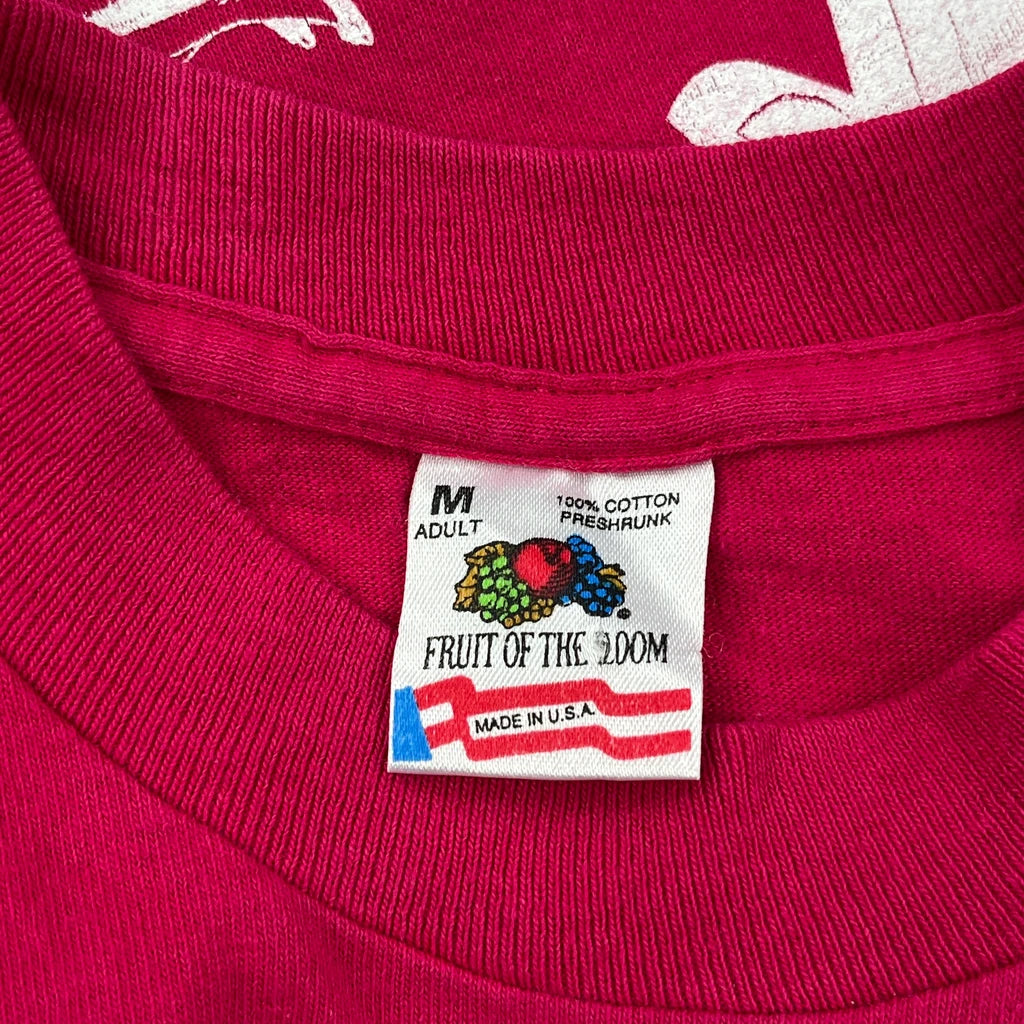 M
ADULT
100% COTTON
PRESHRUNK
FRUIT OF THE LOOM
MADE IN U.S.A.